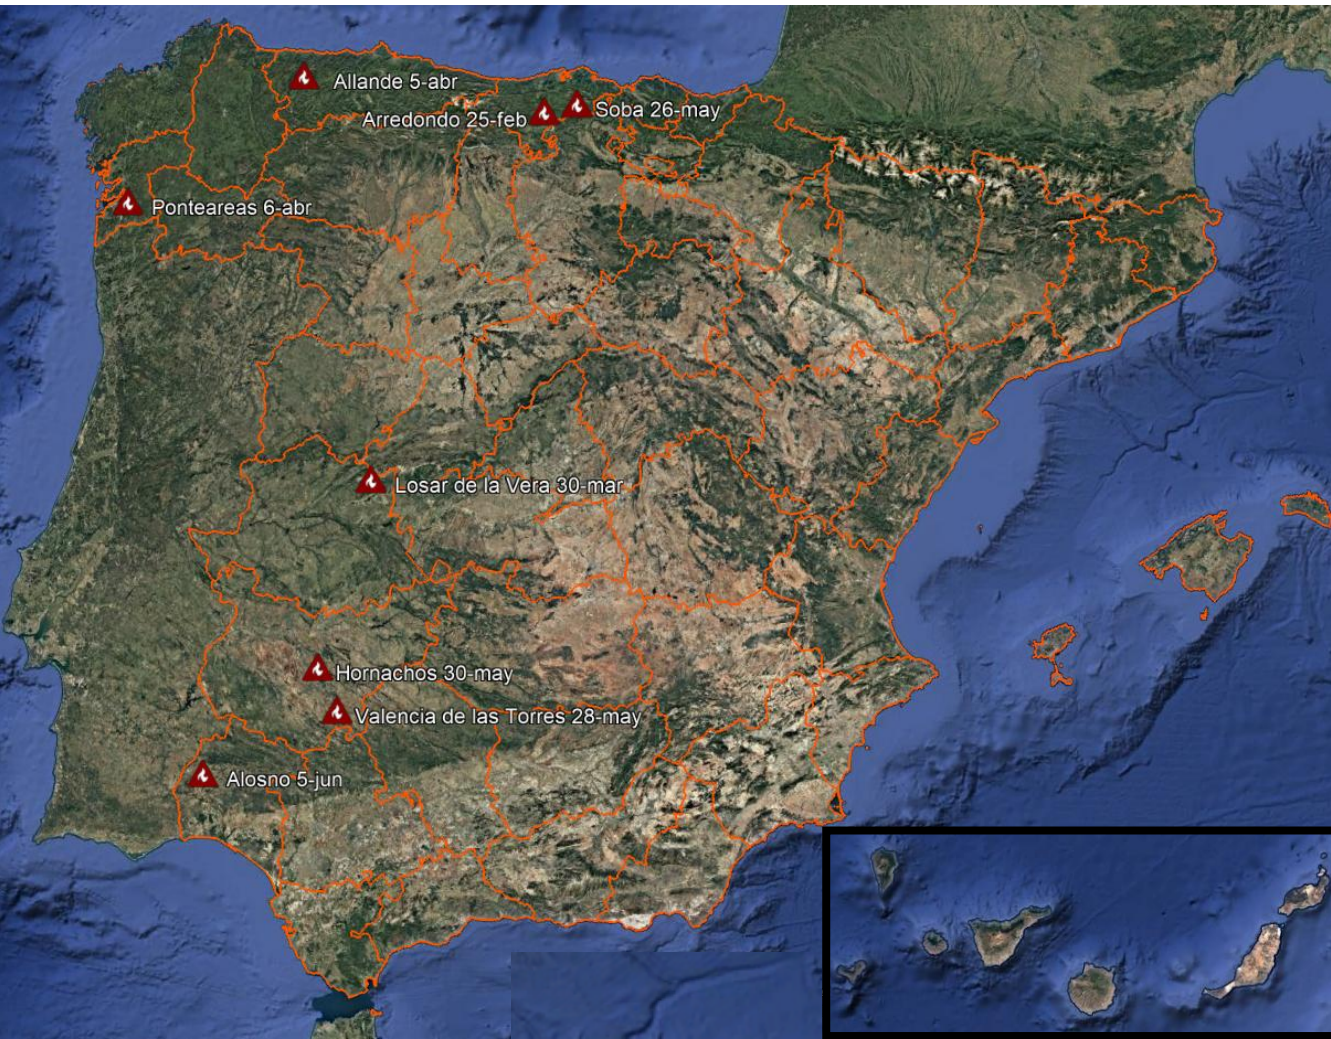 Allande 5-abr
Arredondo 25-feb
Soba 26-may
Ponteareas 6-abr
Losar de la Vera 30-mar
Hornachos 30-may
Valencia de las Torres 28-may
Alosno 5-jun